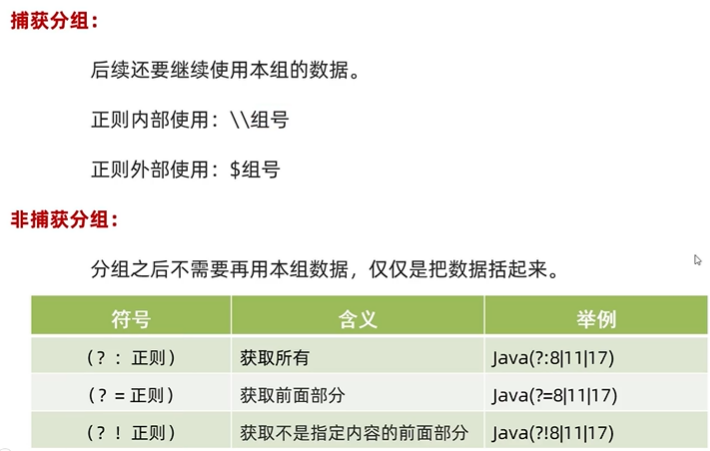 捕获分组：
后续还要继续使用本组的数据。
正则内部使用：\\组号
正则外部使用：$组号
非捕获分组：
分组之后不需要再用本组数据，仅仅是把数据括起来。
符号 含义 举例
（？：正则） 获取所有 Java(?:8|11|17)
（？=正则） 获取前面部分 Java(?=8|11|17)
（？！正则） 获取不是指定内容的前面部分 Java(?!8|11|17)